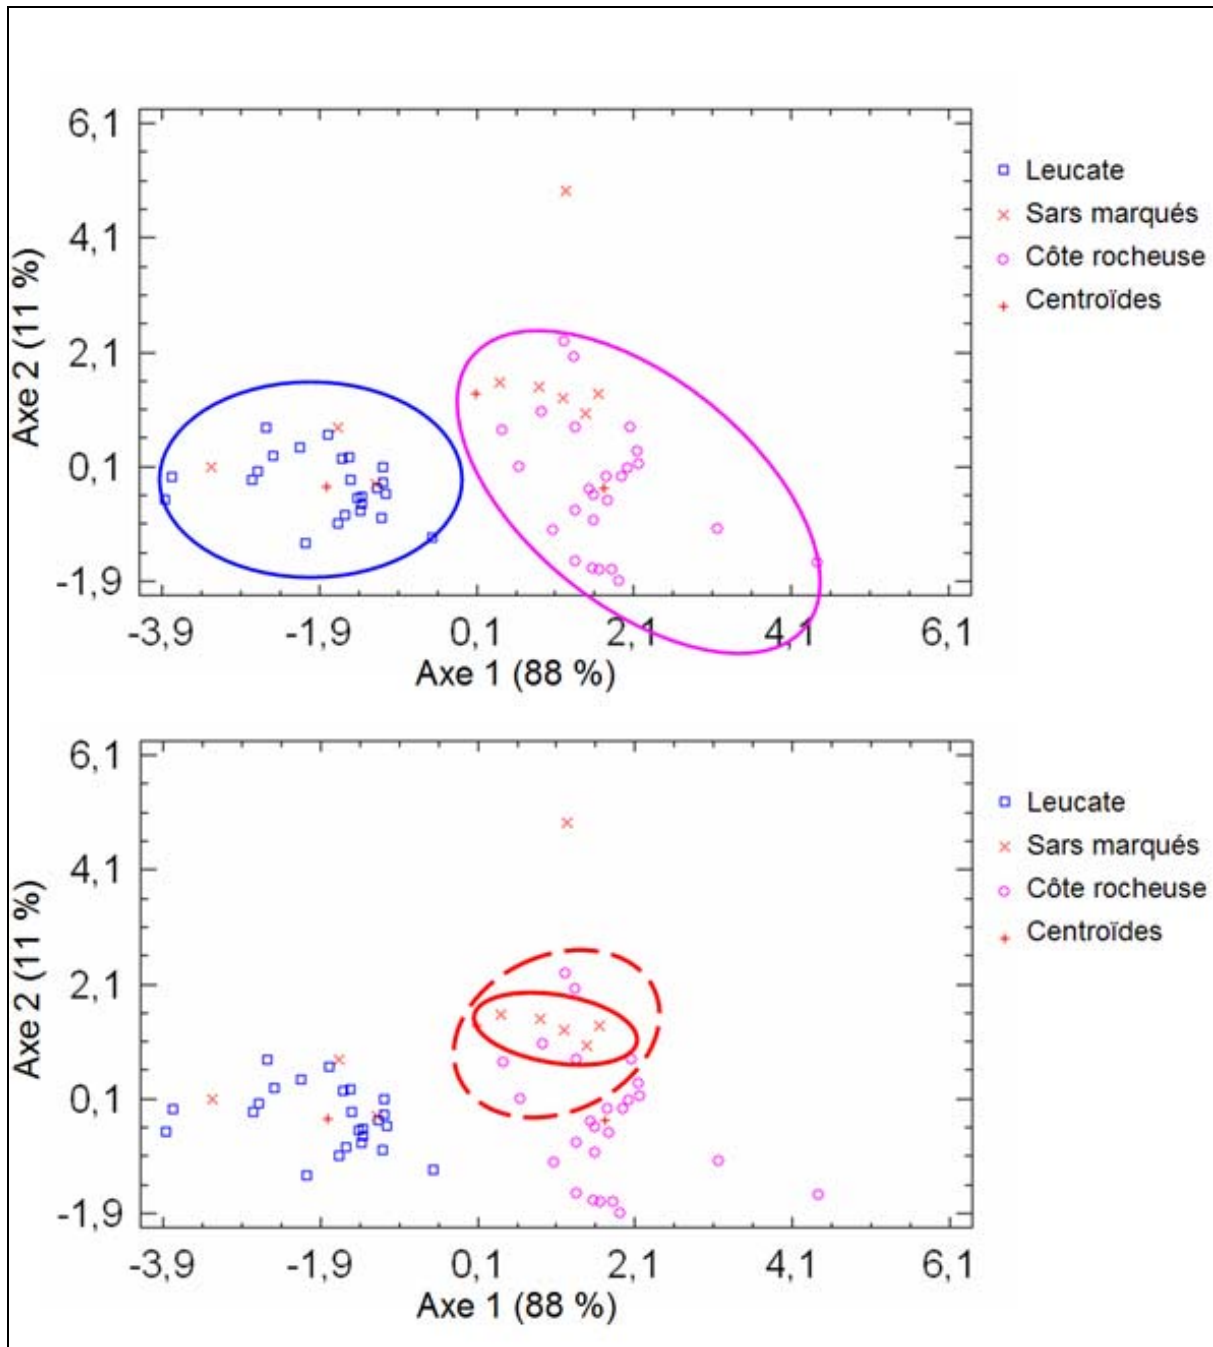 6,1
4,1
2,1
0,1
-1,9
Axe 2 (11 %)
-3,9 -1,9 0,1 2,1 4,1 6,1
Axe 1 (88 %)
Leucate
Sars marqués
Côte rocheuse
Centroïdes
6,1
4,1
2,1
0,1
-1,9
Axe 2 (11 %)
-3,9 -1,9 0,1 2,1 4,1 6,1
Axe 1 (88 %)
Leucate
Sars marqués
Côte rocheuse
Centroïdes